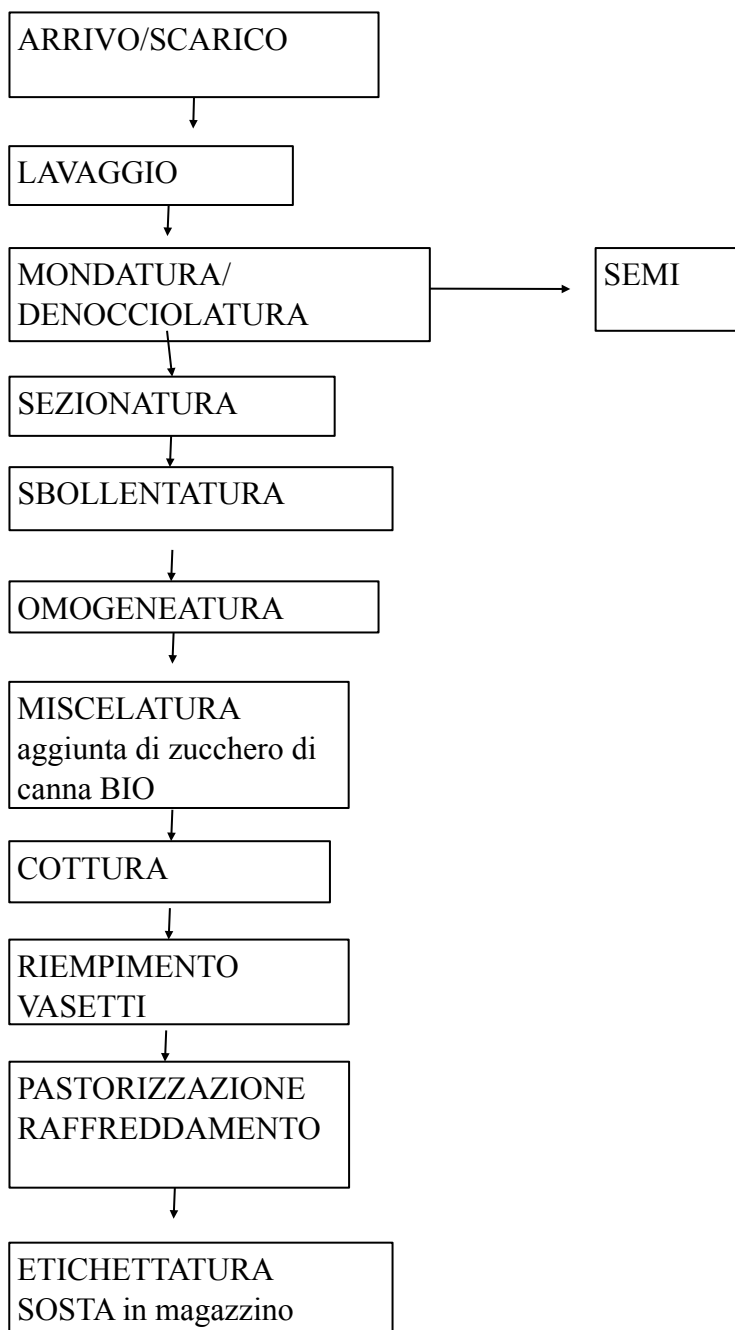 ARRIVO/SCARICO
LAVAGGIO
MONDATURA/
DENOCCIOLATURA
SEMI
SEZIONATURA
SBOLLENTATURA
OMOGENEATURA
MISCELATURA
aggiunta di zucchero di
canna BIO
COTTURA
RIEMPIMENTO
VASETTI
PASTORIZZAZIONE
RAFFREDDAMENTO
ETICHETTATURA
SOSTA in magazzino